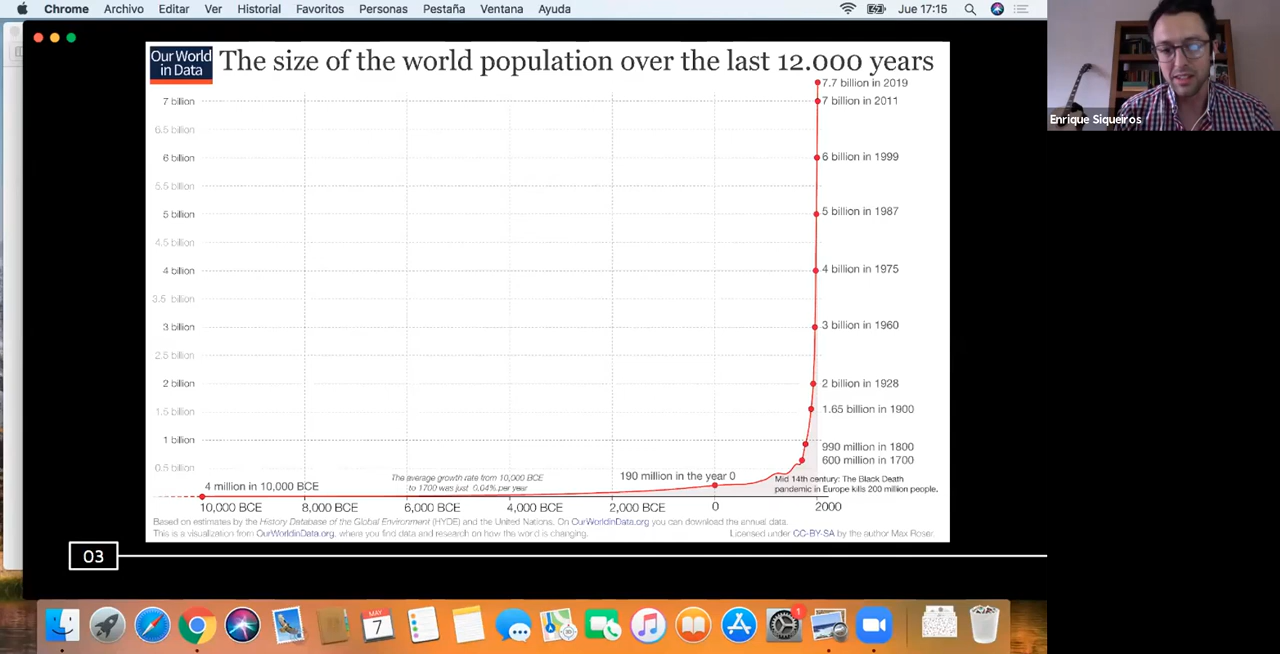 Chrome Archivo Editar Ver Historial Favoritos Personas Pestaña Ventana Ayuda Jue 17:15
Our World
in Data
The size of the world population over the last 12.000 years
7.7 billion in 2019
7 billion 7 billion in 2011
6.5 billion
6 billion 6 billion in 1999
5.5 billion
5 billion 5 billion in 1987
4.5 billion
4 billion 4 billion in 1975
3.5 billion
3 billion 3 billion in 1960
2.5 billion
2 billion 2 billion in 1928
1.5 billion 1.65 billion in 1900
1 billion 990 million in 1800
600 million in 1700
0.5 billion
4 million in 10,000 BCE
The average growth rate from 10,000 BCE
to 1700 was just 0.04% per year
190 million in the year 0
Mid 14th century: The Black Death
pandemic in Europe kills 200 million people.
10,000 BCE 8,000 BCE 6,000 BCE 4,000 BCE 2,000 BCE 0 2000
Based on estimates by the History Database of the Global Environment (HYDE) and the United Nations. On OurWorldinData.org you can download the annual data.
This is a visualization from OurWorldinData.org, where you find data and research on how the world is changing. Licensed under CC-BY-SA by the author Max Roser.
03
Enrique Siqueiros
MAY
7
1